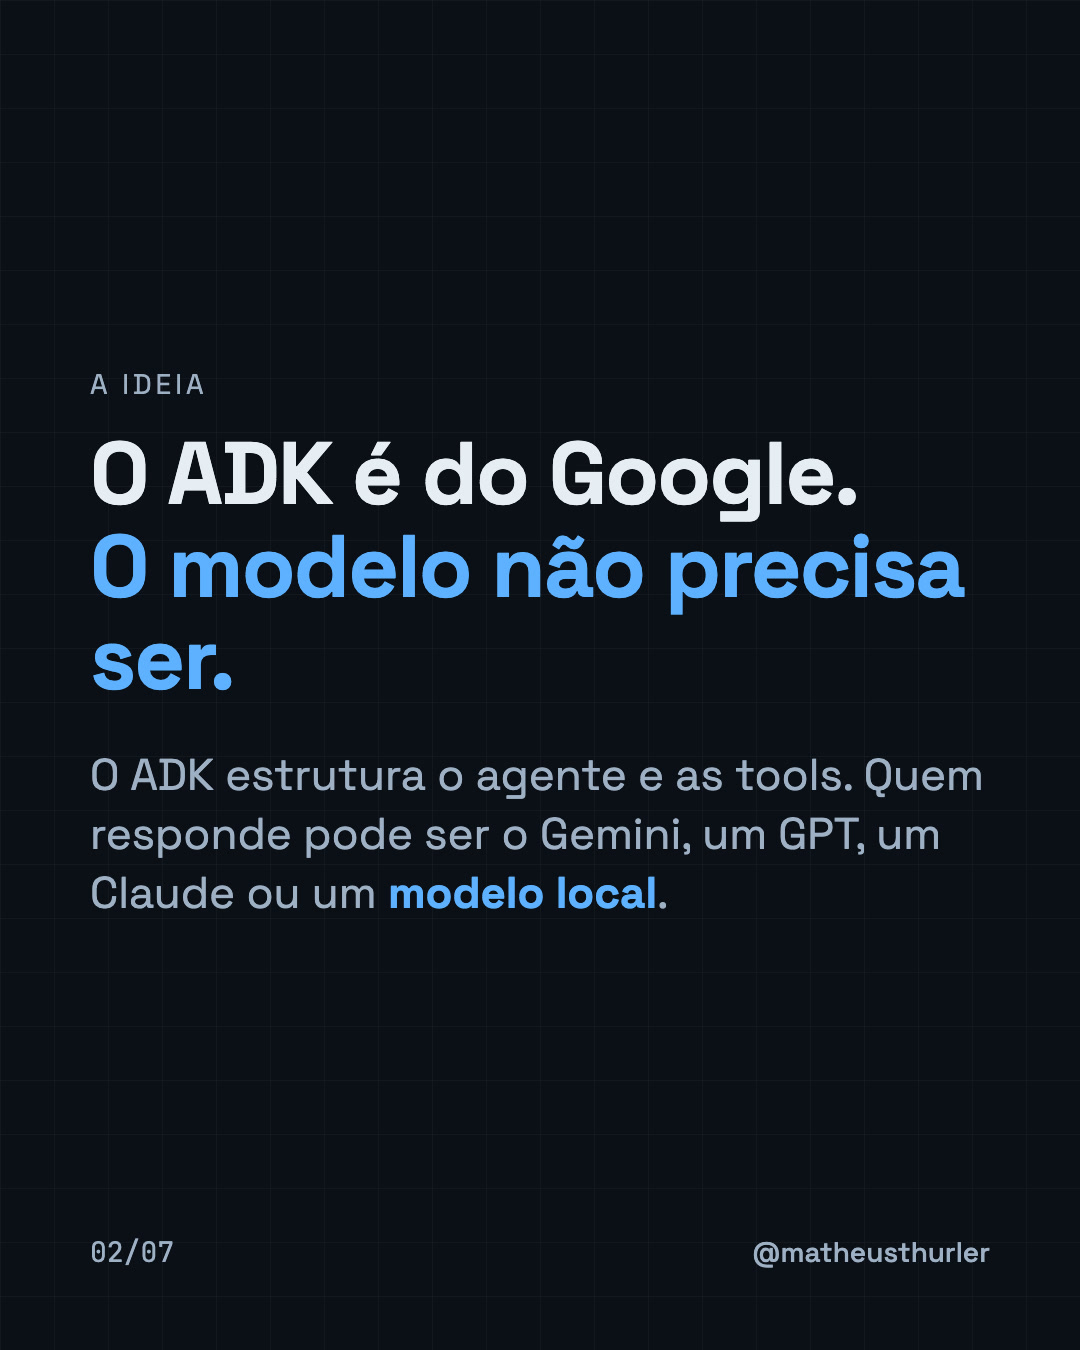 A IDEIA
O ADK é do Google.
O modelo não precisa
ser.
O ADK estrutura o agente e as tools. Quem
responde pode ser o Gemini, um GPT, um
Claude ou um modelo local.
02/07
@matheusthurler